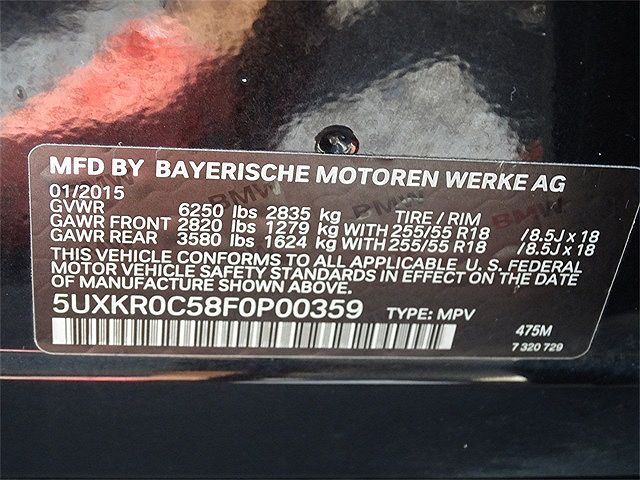 MFD BY BAYERISCHE MOTOREN WERKE AG
01/2015
GVWR 6250 lbs 2835 kg TIRE / RIM
GAWR FRONT 2820 lbs 1279 kg WITH 255/55 R18 /8.5J x 18
GAWR REAR 3580 lbs 1624 kg WITH 255/55 R18 /8.5J x 18
THIS VEHICLE CONFORMS TO ALL APPLICABLE U.S. FEDERAL
MOTOR VEHICLE SAFETY STANDARDS IN EFFECT ON THE DATE
OF MANUFACTURE SHOWN ABOVE.
5UXKR0C58F0P00359 TYPE: MPV
475M
7 320 729
BMW BMW BMW